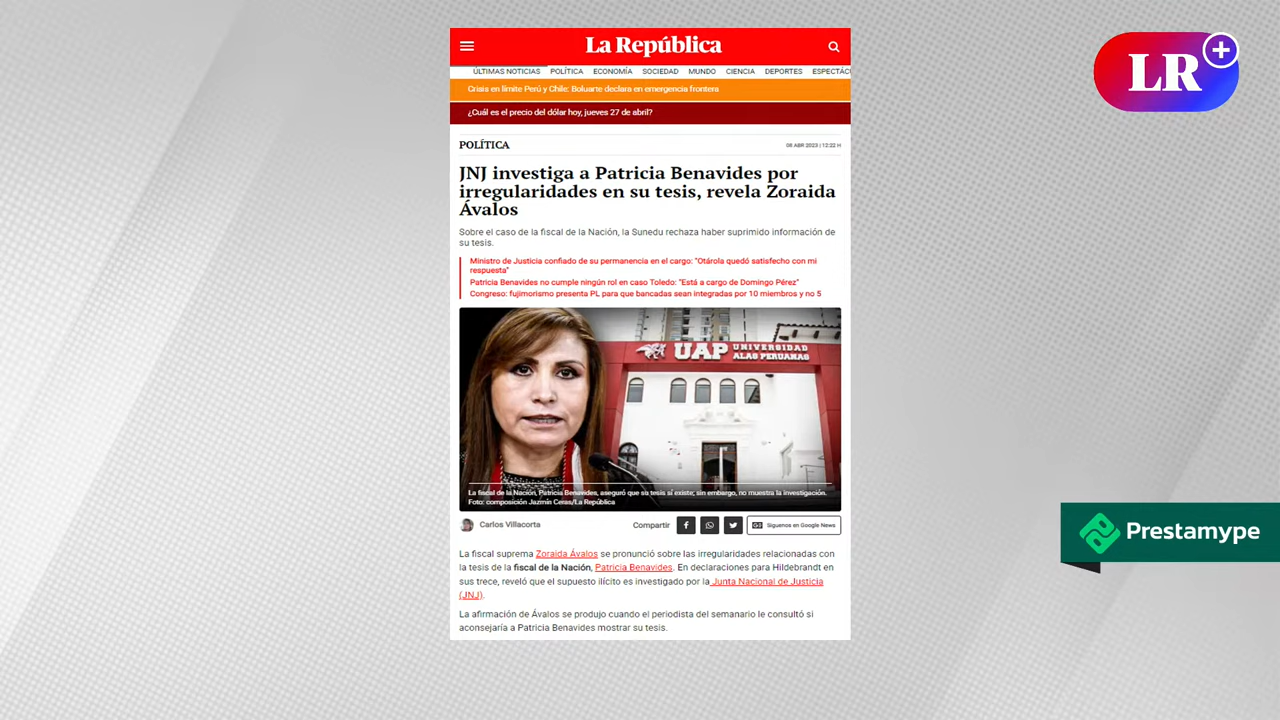 La República
LR+
ÚLTIMAS NOTICIAS POLÍTICA ECONOMÍA SOCIEDAD MUNDO CIENCIA DEPORTES ESPECTÁC
Crisis en límite Perú y Chile: Boluarte declara en emergencia frontera
¿Cuál es el precio del dólar hoy, jueves 27 de abril?
POLÍTICA
08 ABR 2023 | 12:22 H
JNJ investiga a Patricia Benavides por
irregularidades en su tesis, revela Zoraida
Ávalos
Sobre el caso de la fiscal de la Nación, la Sunedu rechaza haber suprimido información de
su tesis.
Ministro de Justicia confiado de su permanencia en el cargo: "Otárola quedó satisfecho con mi
respuesta"
Patricia Benavides no cumple ningún rol en caso Toledo: "Está a cargo de Domingo Pérez"
Congreso: fujimorismo presenta PL para que bancadas sean integradas por 10 miembros y no 5
UAP UNIVERSIDAD
ALAS PERUANAS
La fiscal de la Nación, Patricia Benavides, aseguró que su tesis sí existe; sin embargo, no muestra la investigación.
Foto: composición Jazmín Ceras/La República
Carlos Villacorta
Compartir
Síguenos en Google News
Prestamype
La fiscal suprema Zoraida Ávalos se pronunció sobre las irregularidades relacionadas con
la tesis de la fiscal de la Nación, Patricia Benavides. En declaraciones para Hildebrandt en
sus trece, reveló que el supuesto ilícito es investigado por la Junta Nacional de Justicia
(JNJ).
La afirmación de Ávalos se produjo cuando el periodista del semanario le consultó si
aconsejaría a Patricia Benavides mostrar su tesis.